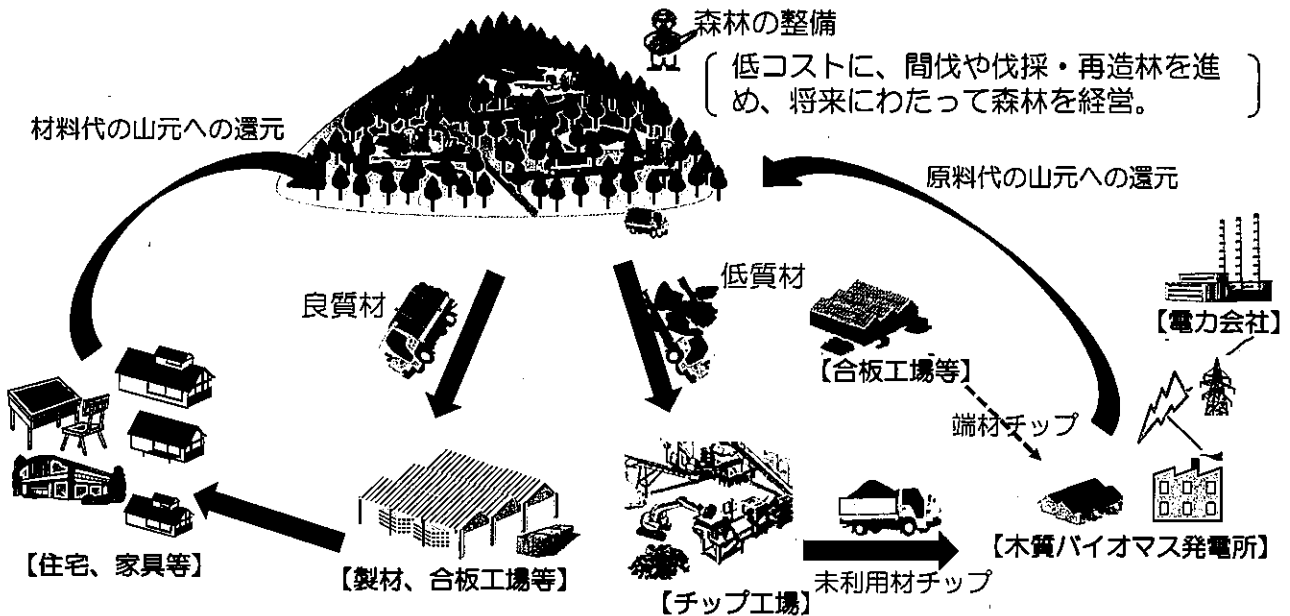 森林の整備
低コストに、間伐や伐採・再造林を進
め、将来にわたって森林を経営。
材料代の山元への還元
原料代の山元への還元
良質材
低質材
【電力会社】
【合板工場等】
端材チップ
【住宅、家具等】
【製材、合板工場等】
【チップ工場】
未利用材チップ
【木質バイオマス発電所】